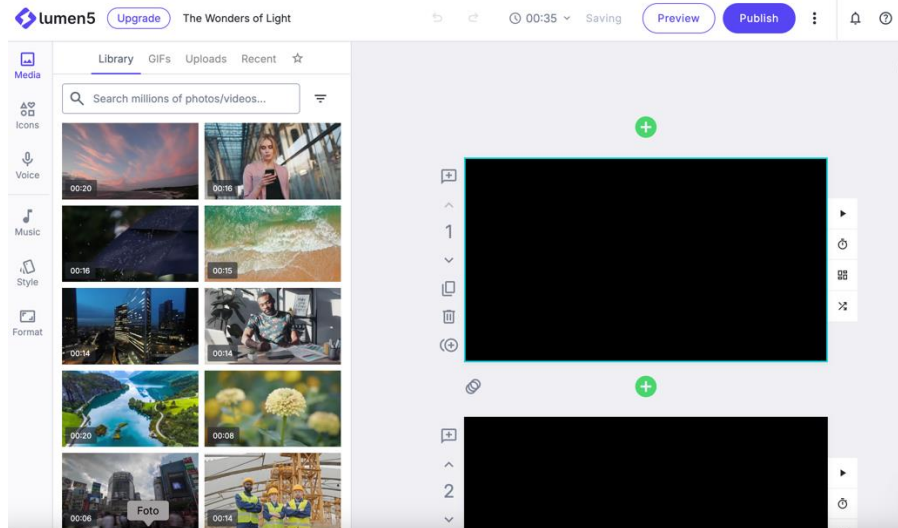 lumen5 Upgrade The Wonders of Light 00:35 Saving Preview Publish
Media
Icons
Voice
Music
Style
Format
Library GIFs Uploads Recent
Search millions of photos/videos...
00:20 00:16
00:16 00:15
00:14 00:14
00:20 00:08
00:06 Foto 00:14
1
2